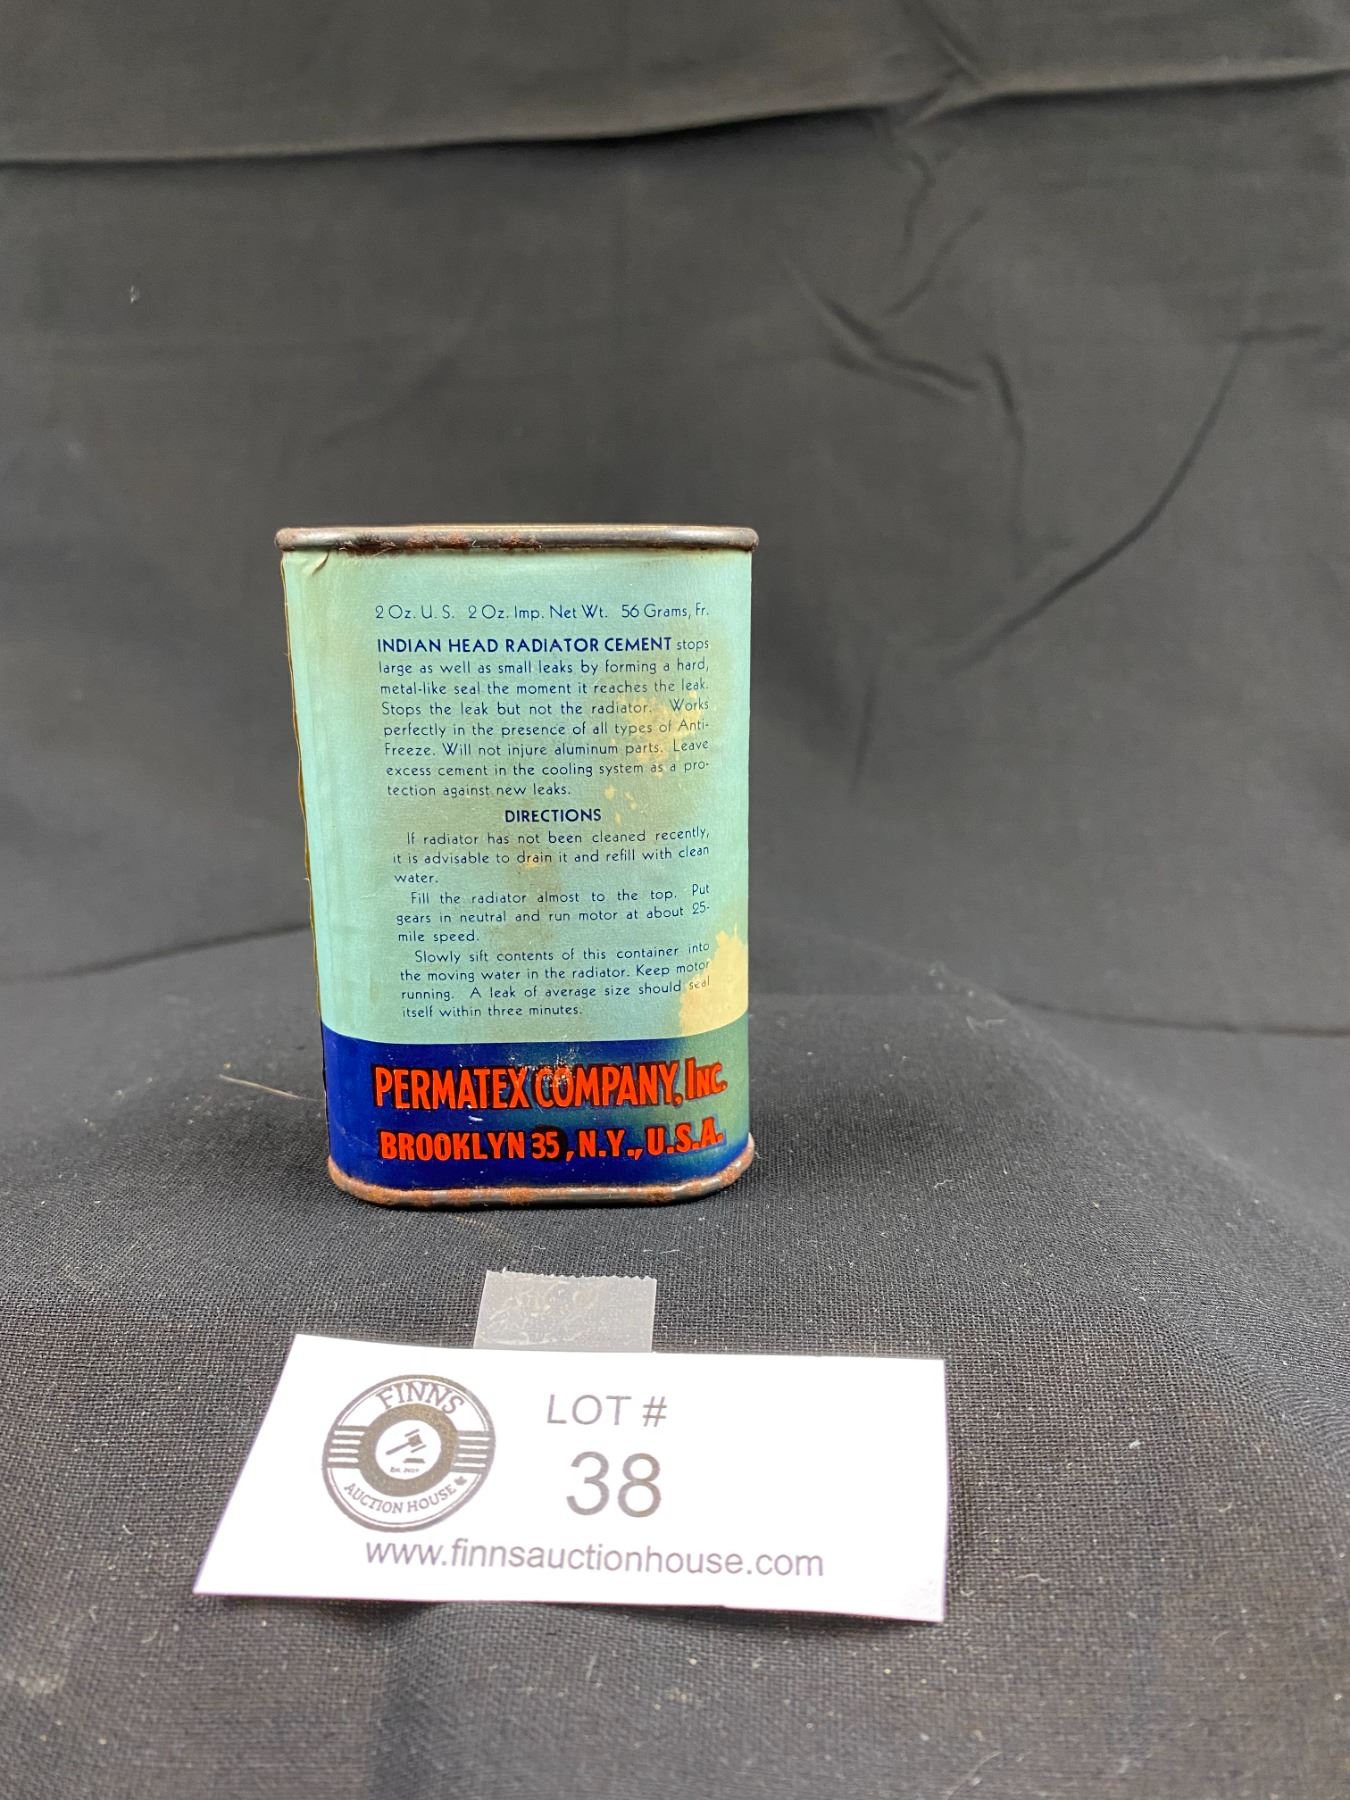 2 Oz. U. S.  2 Oz. Imp. Net Wt.  56 Grams, Fr.
INDIAN HEAD RADIATOR CEMENT stops
large as well as small leaks by forming a hard,
metal-like seal the moment it reaches the leak.
Stops the leak but not the radiator. Works
perfectly in the presence of all types of Anti-
Freeze. Will not injure aluminum parts. Leave
excess cement in the cooling system as a pro-
tection against new leaks.
DIRECTIONS
If radiator has not been cleaned recently,
it is advisable to drain it and refill with clean
water.
Fill the radiator almost to the top. Put
gears in neutral and run motor at about 25-
mile speed.
Slowly sift contents of this container into
the moving water in the radiator. Keep motor
running. A leak of average size should seal
itself within three minutes.
PERMATEX COMPANY, INC.
BROOKLYN 35, N.Y., U.S.A.
FINNS
AUCTION HOUSE
LOT #
38
www.finnsauctionhouse.com